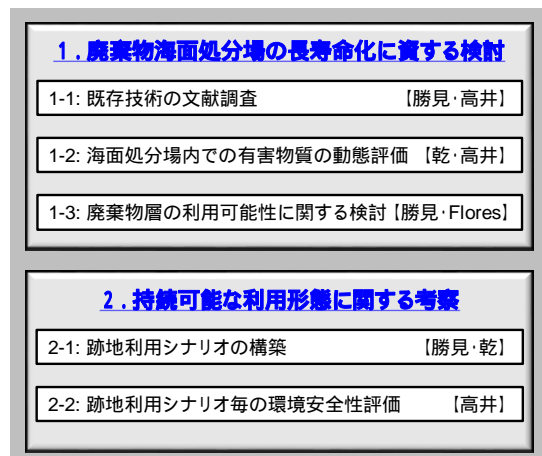 1．廃棄物海面処分場の長寿命化に資する検討
1-1: 既存技術の文献調査 【勝見･高井】
1-2: 海面処分場内での有害物質の動態評価 【乾･高井】
1-3: 廃棄物層の利用可能性に関する検討【勝見･Flores】
2．持続可能な利用形態に関する考察
2-1: 跡地利用シナリオの構築 【勝見･乾】
2-2: 跡地利用シナリオ毎の環境安全性評価 【高井】